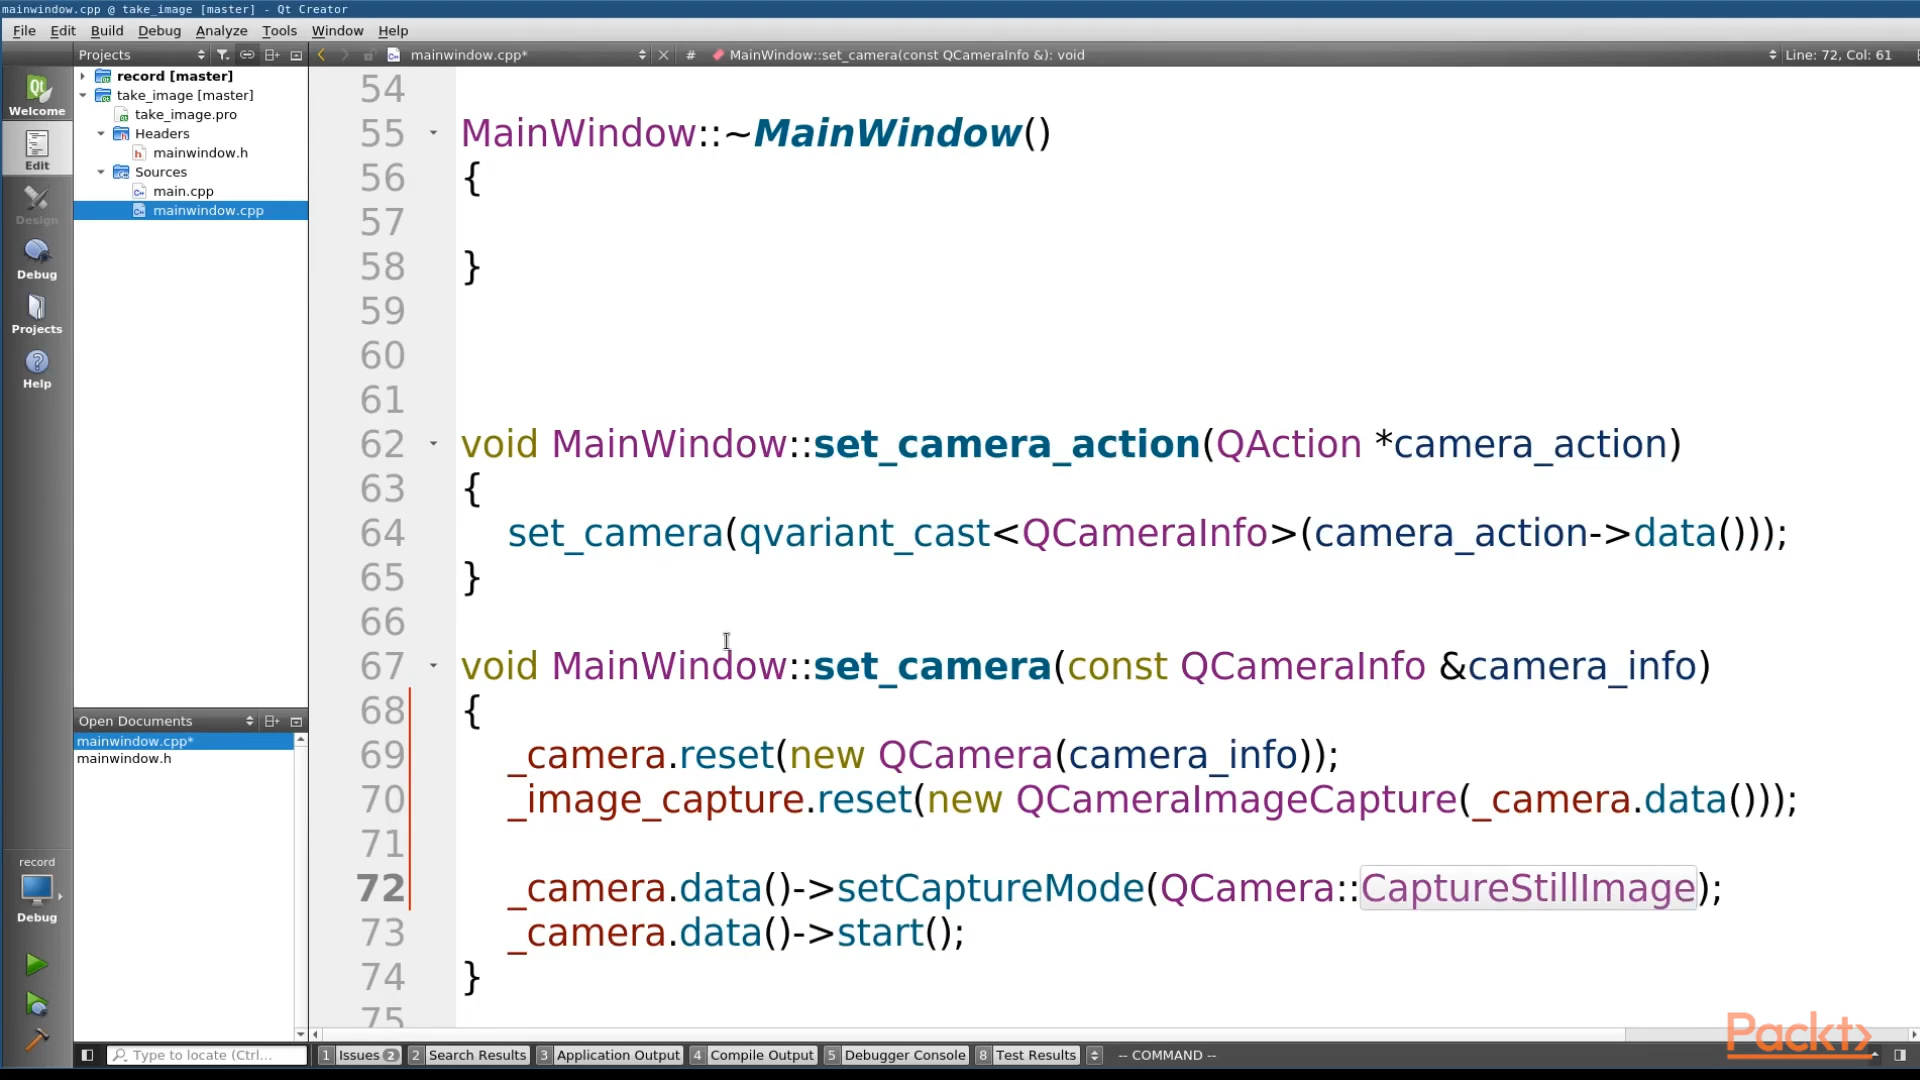 mainwindow.cpp @ take_image [master] - Qt Creator
File Edit Build Debug Analyze Tools Window Help
Projects
mainwindow.cpp*
# MainWindow::set_camera(const QCameraInfo &): void
Line: 72, Col: 61
Welcome
Edit
Design
Debug
Projects
Help
record
Debug
record [master]
take_image [master]
take_image.pro
Headers
mainwindow.h
Sources
main.cpp
mainwindow.cpp
Open Documents
mainwindow.cpp*
mainwindow.h
54
55 MainWindow::~MainWindow()
56 {
57
58 }
59
60
61
62 void MainWindow::set_camera_action(QAction *camera_action)
63 {
64 set_camera(qvariant_cast<QCameraInfo>(camera_action->data()));
65 }
66
67 void MainWindow::set_camera(const QCameraInfo &camera_info)
68 {
69 _camera.reset(new QCamera(camera_info));
70 _image_capture.reset(new QCameraImageCapture(_camera.data()));
71
72 _camera.data()->setCaptureMode(QCamera::CaptureStillImage);
73 _camera.data()->start();
74 }
75
Packt>
Type to locate (Ctrl...
1 Issues 2 2 Search Results 3 Application Output 4 Compile Output 5 Debugger Console 8 Test Results -- COMMAND --